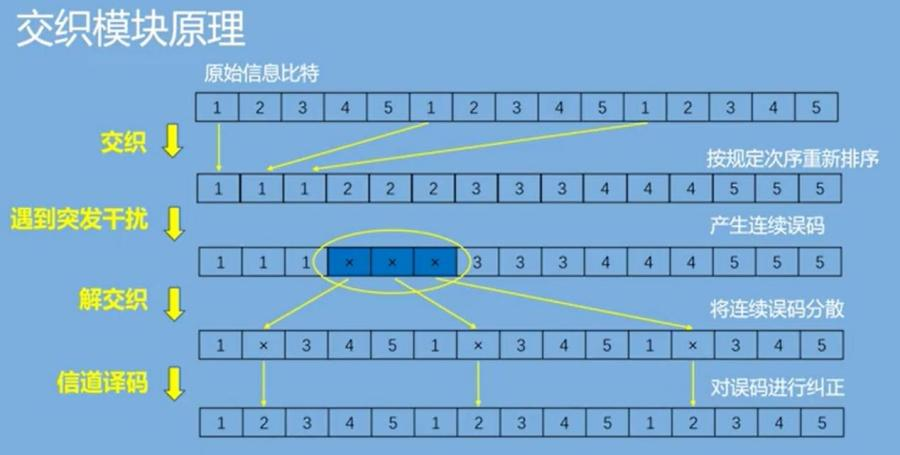 交织模块原理
原始信息比特
1 2 3 4 5 1 2 3 4 5 1 2 3 4 5
交织
按规定次序重新排序
1 1 1 2 2 2 3 3 3 4 4 4 5 5 5
遇到突发干扰
产生连续误码
1 1 1 × × × 3 3 3 4 4 4 5 5 5
解交织
将连续误码分散
1 × 3 4 5 1 × 3 4 5 1 × 3 4 5
信道译码
对误码进行纠正
1 2 3 4 5 1 2 3 4 5 1 2 3 4 5